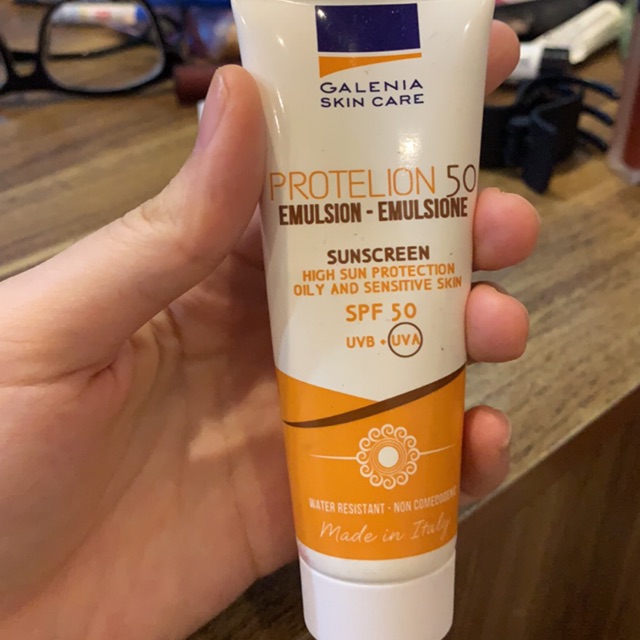 GALENIA
SKIN CARE
PROTELION 50
EMULSION - EMULSIONE
SUNSCREEN
HIGH SUN PROTECTION
OILY AND SENSITIVE SKIN
SPF 50
UVB + UVA
WATER RESISTANT - NON
Made in Italy